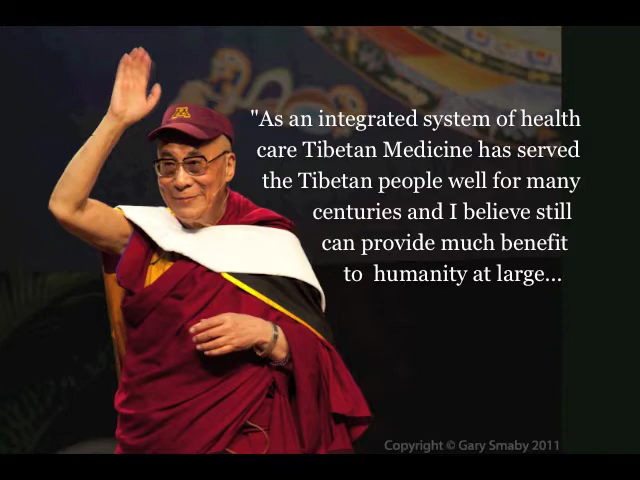 "As an integrated system of health
care Tibetan Medicine has served
the Tibetan people well for many
centuries and I believe still
can provide much benefit
to humanity at large...
M
Copyright © Gary Smaby 2011